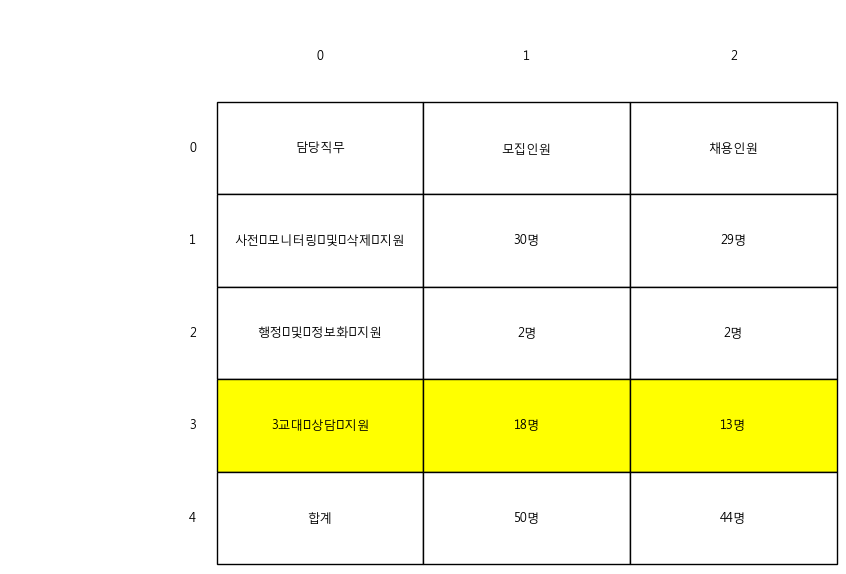 0 1 2
0 담당직무 모집인원 채용인원
1 사전▯모니터링▯및▯삭제▯지원 30명 29명
2 행정▯및▯정보화▯지원 2명 2명
3 3교대▯상담▯지원 18명 13명
4 합계 50명 44명